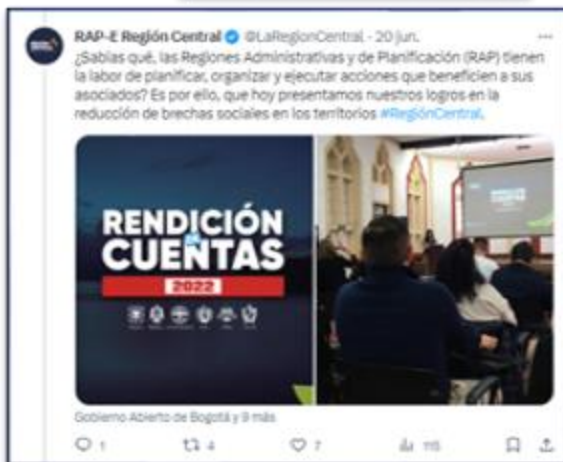 RAP-E Región Central @LaRegionCentral · 20 jun.
¿Sabías qué, las Regiones Administrativas y de Planificación (RAP) tienen
la labor de planificar, organizar y ejecutar acciones que beneficien a sus
asociados? Es por ello, que hoy presentamos nuestros logros en la
reducción de brechas sociales en los territorios #RegiónCentral.
RENDICIÓN
DE
CUENTAS
2022
Gobierno Abierto de Bogotá y 9 más
1 4 7 115